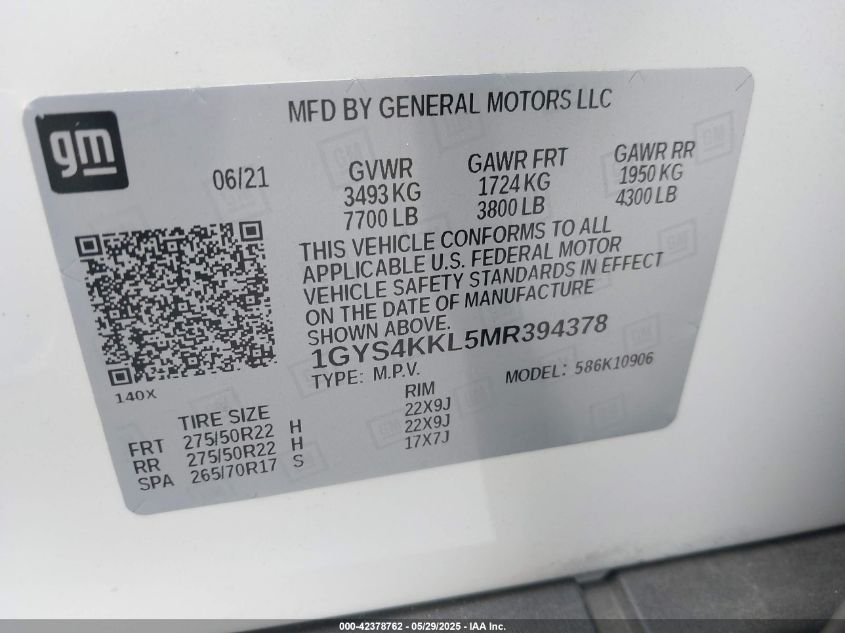 MFD BY GENERAL MOTORS LLC
gm
06/21
GVWR
3493 KG
7700 LB
GAWR FRT
1724 KG
3800 LB
GAWR RR
1950 KG
4300 LB
THIS VEHICLE CONFORMS TO ALL
APPLICABLE U.S. FEDERAL MOTOR
VEHICLE SAFETY STANDARDS IN EFFECT
ON THE DATE OF MANUFACTURE
SHOWN ABOVE.
1GYS4KKL5MR394378
TYPE: M.P.V.
MODEL: 586K10906
140X
TIRE SIZE RIM
FRT 275/50R22 H 22X9J
RR 275/50R22 H 22X9J
SPA 265/70R17 S 17X7J
000-42378762 - 05/29/2025 - IAA Inc.